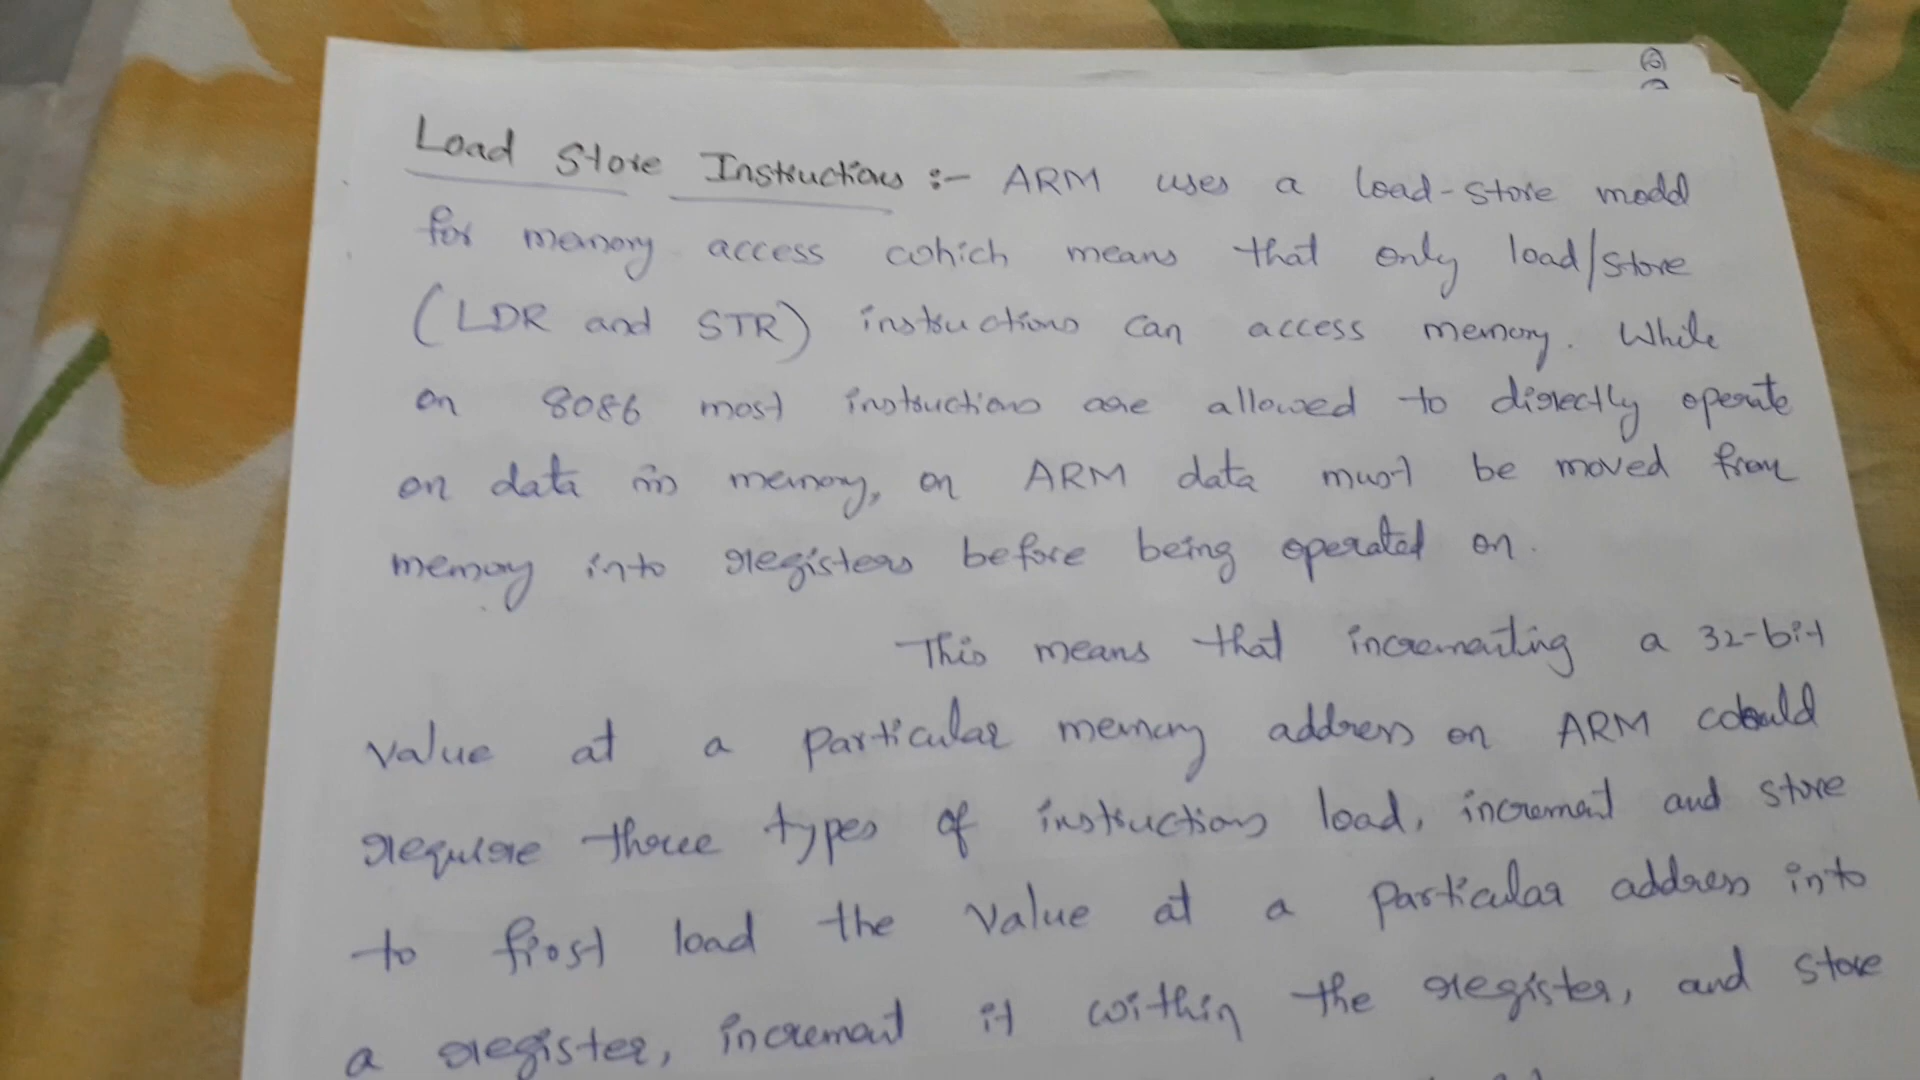 Load Store Instructions :- ARM uses a load-store model
for memory access which means that only load/store
(LDR and STR) instructions can access memory. While
on 8086 most instructions are allowed to directly operate
on data in memory, on ARM data must be moved from
memory into registers before being operated on.
This means that incrementing a 32-bit
value at a particular memory address on ARM would
require three types of instructions load, increment and store
to first load the value at a particular address into
a register, increment it within the register, and store